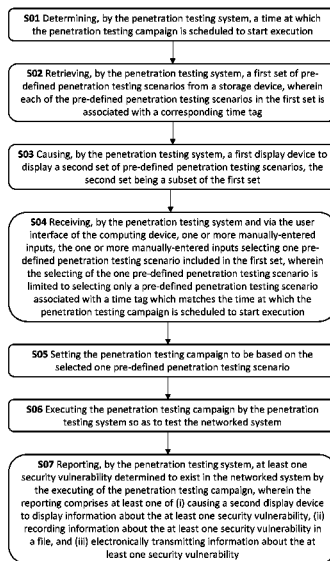 S01 Determining, by the penetration testing system, a time at which
the penetration testing campaign is scheduled to start execution
S02 Retrieving, by the penetration testing system, a first set of pre-
defined penetration testing scenarios from a storage device, wherein
each of the pre-defined penetration testing scenarios in the first set is
associated with a corresponding time tag
S03 Causing, by the penetration testing system, a first display device to
display a second set of pre-defined penetration testing scenarios, the
second set being a subset of the first set
S04 Receiving, by the penetration testing system and via the user
interface of the computing device, one or more manually-entered
inputs, the one or more manually-entered inputs selecting one pre-
defined penetration testing scenario included in the first set, wherein
the selecting of the one pre-defined penetration testing scenario is
limited to selecting only a pre-defined penetration testing scenario
associated with a time tag which matches the time at which the
penetration testing campaign is scheduled to start execution
S05 Setting the penetration testing campaign to be based on the
selected one pre-defined penetration testing scenario
S06 Executing the penetration testing campaign by the penetration
testing system so as to test the networked system
S07 Reporting, by the penetration testing system, at least one
security vulnerability determined to exist in the networked system by
the executing of the penetration testing campaign, wherein the
reporting comprises at least one of (i) causing a second display device
to display information about the at least one security vulnerability, (ii)
recording information about the at least one security vulnerability in
a file, and (iii) electronically transmitting information about the at
least one security vulnerability